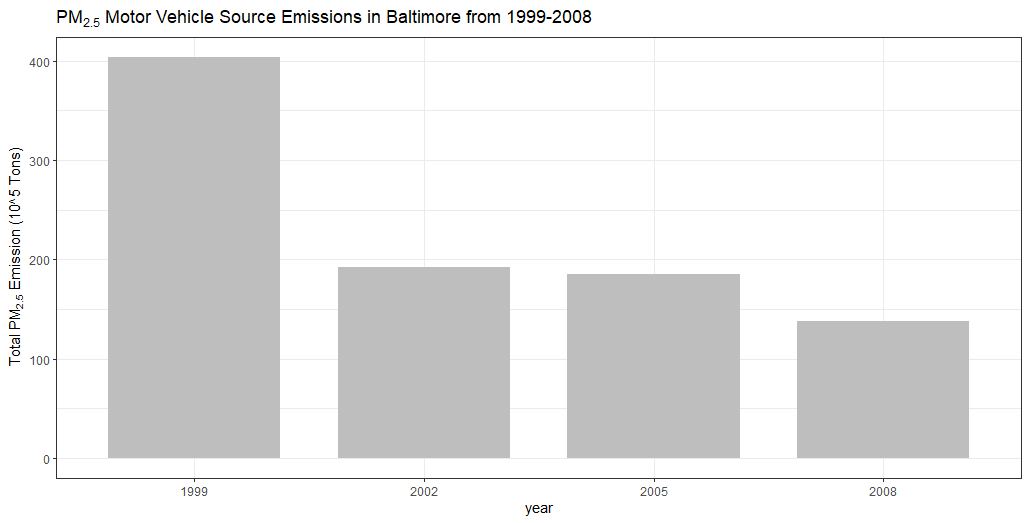 PM2.5 Motor Vehicle Source Emissions in Baltimore from 1999-2008
Total PM2.5 Emission (10^5 Tons)
400
300
200
100
0
1999 2002 2005 2008
year